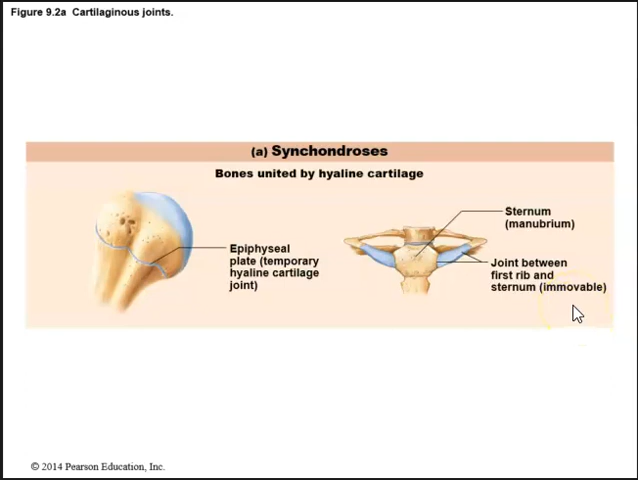 Figure 9.2a Cartilaginous joints.
(a) Synchondroses
Bones united by hyaline cartilage
Epiphyseal
plate (temporary
hyaline cartilage
joint)
Sternum
(manubrium)
Joint between
first rib and
sternum (immovable)
© 2014 Pearson Education, Inc.